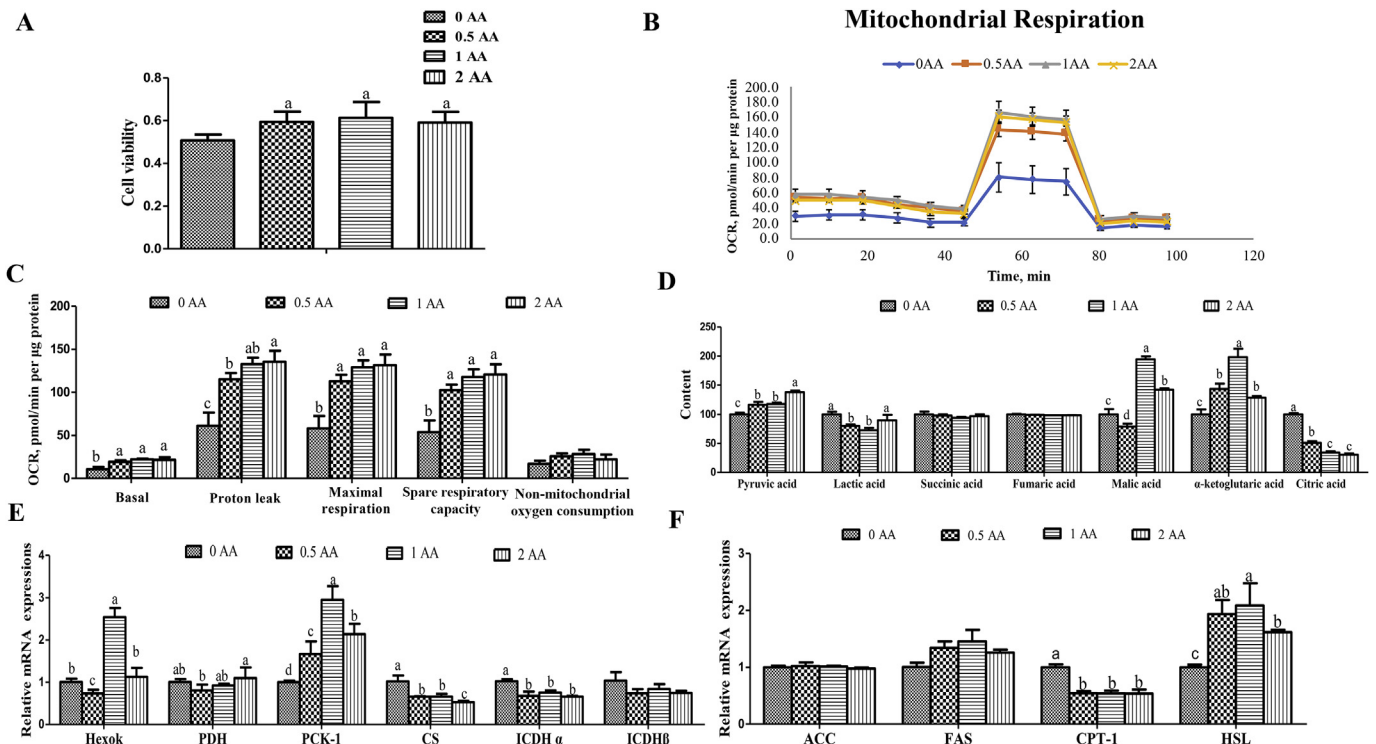 A
0 AA
0.5 AA
1 AA
2 AA
0.8
0.6
0.4
0.2
0.0
Cell viability
a
a
a
B
Mitochondrial Respiration
0AA
0.5AA
1AA
2AA
OCR, pmol/min per µg protein
180.0
160.0
140.0
120.0
100.0
80.0
60.0
40.0
20.0
0.0
0 20 40 60 80 100 120
Time, min
C
0 AA 0.5 AA 1 AA 2 AA
OCR, pmol/min per µg protein
200
150
100
50
0
b a a a
c b ab a
b a a a
b a a a
Basal Proton leak Maximal respiration Spare respiratory capacity Non-mitochondrial oxygen consumption
D
0 AA 0.5 AA 1 AA 2 AA
Content
250
200
150
100
50
0
c b b a
a b b a
c d a b
c b a b
a b c c
Pyruvic acid Lactic acid Succinic acid Fumaric acid Malic acid α-ketoglutaric acid Citric acid
E
0 AA 0.5 AA 1 AA 2 AA
Relative mRNA expressions
4
3
2
1
0
b c a b
ab b ab a
d c a b
a b b c
a b b b
Hexok PDH PCK-1 CS ICDH α ICDHβ
F
0 AA 0.5 AA 1 AA 2 AA
Relative mRNA expressions
3
2
1
0
a b b b
c ab a b
ACC FAS CPT-1 HSL